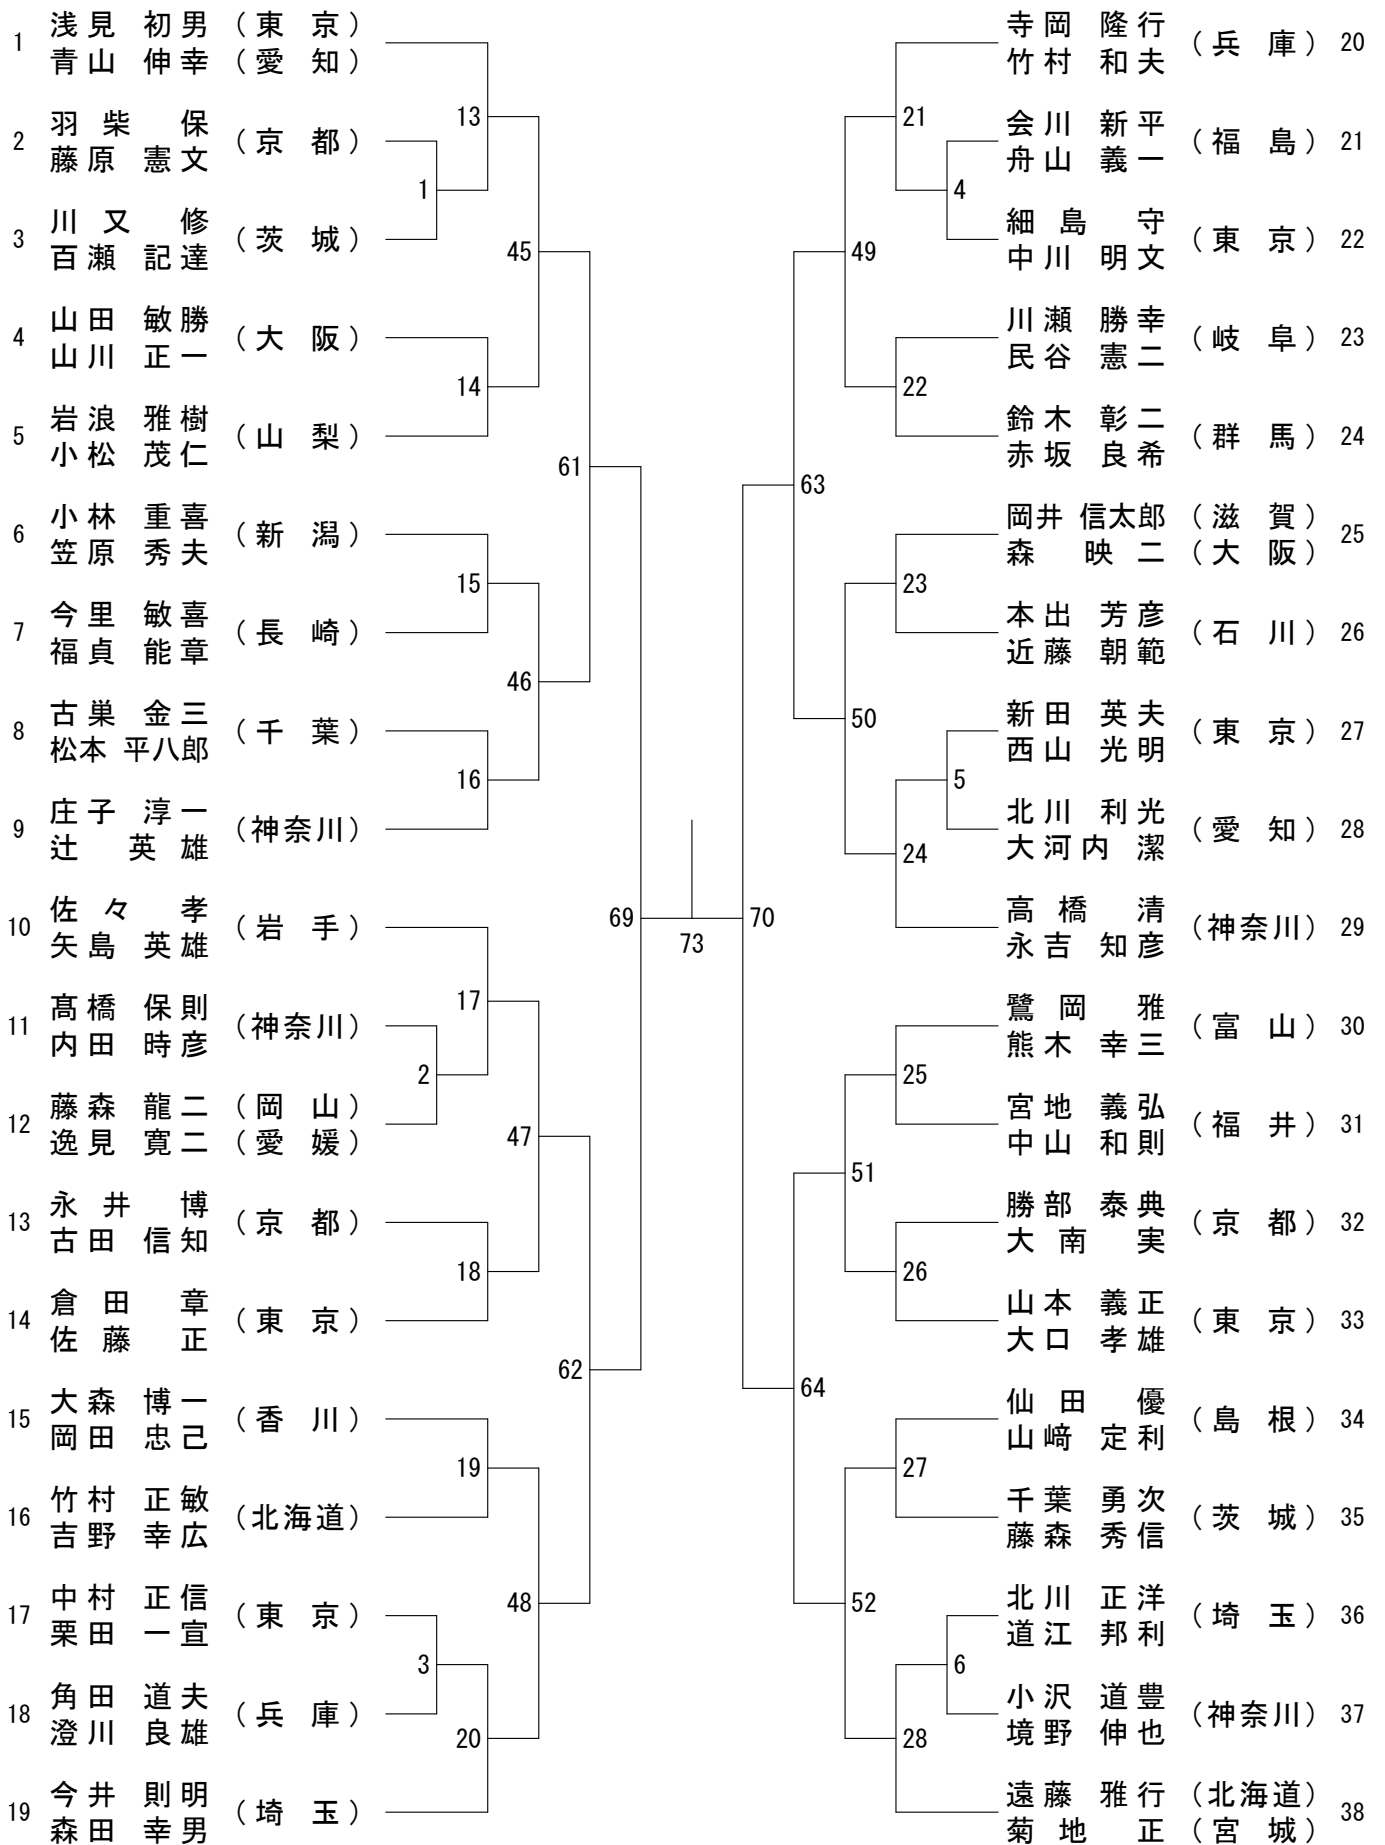 1 浅見 初男 (東 京)
青山 伸幸 (愛 知)
2 羽柴 保 (京 都)
藤原 憲文
3 川又 修 (茨 城)
百瀬 記達
4 山田 敏勝 (大 阪)
山川 正一
5 岩浪 雅樹 (山 梨)
小松 茂仁
6 小林 重喜 (新 潟)
笠原 秀夫
7 今里 敏喜 (長 崎)
福貞 能章
8 古巣 金三 (千 葉)
松本 平八郎
9 庄子 淳一 (神奈川)
辻 英雄
10 佐々 孝 (岩 手)
矢島 英雄
11 髙橋 保則 (神奈川)
内田 時彦
12 藤森 龍二 (岡 山)
逸見 寛二 (愛 媛)
13 永井 博 (京 都)
古田 信知
14 倉田 章 (東 京)
佐藤 正
15 大森 博一 (香 川)
岡田 忠己
16 竹村 正敏 (北海道)
吉野 幸広
17 中村 正信 (東 京)
栗田 一宣
18 角田 道夫 (兵 庫)
澄川 良雄
19 今井 則明 (埼 玉)
森田 幸男
13
1
45
14
61
15
46
16
69
17
2
47
18
62
19
48
3
20
73
70
21
4
49
22
63
23
50
5
24
25
51
26
64
27
52
6
28
寺岡 隆行 (兵 庫) 20
竹村 和夫
会川 新平 (福 島) 21
舟山 義一
細島 守 (東 京) 22
中川 明文
川瀬 勝幸 (岐 阜) 23
民谷 憲二
鈴木 彰二 (群 馬) 24
赤坂 良希
岡井 信太郎 (滋 賀) 25
森 映二 (大 阪)
本出 芳彦 (石 川) 26
近藤 朝範
新田 英夫 (東 京) 27
西山 光明
北川 利光 (愛 知) 28
大河内 潔
高橋 清 (神奈川) 29
永吉 知彦
鷺岡 雅 (富 山) 30
熊木 幸三
宮地 義弘 (福 井) 31
中山 和則
勝部 泰典 (京 都) 32
大南 実
山本 義正 (東 京) 33
大口 孝雄
仙田 優 (島 根) 34
山﨑 定利
千葉 勇次 (茨 城) 35
藤森 秀信
北川 正洋 (埼 玉) 36
道江 邦利
小沢 道豊 (神奈川) 37
境野 伸也
遠藤 雅行 (北海道) 38
菊地 正 (宮 城)